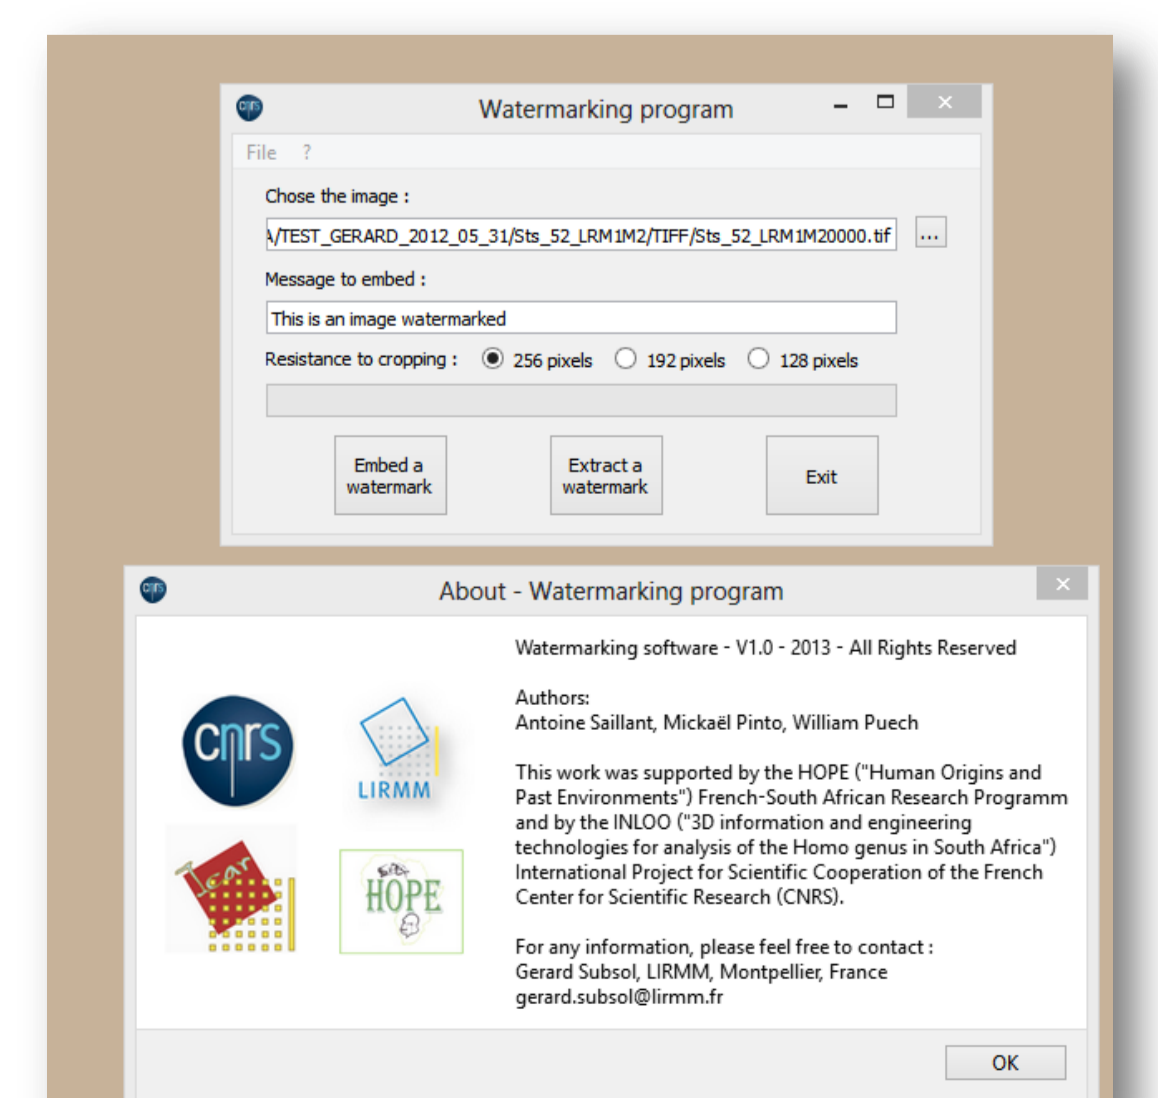 cnrs
Watermarking program
File ?
Chose the image :
A/TEST_GERARD_2012_05_31/Sts_52_LRM1M2/TIFF/Sts_52_LRM1M20000.tif
...
Message to embed :
This is an image watermarked
Resistance to cropping : 256 pixels 192 pixels 128 pixels
Embed a
watermark
Extract a
watermark
Exit
cnrs
About - Watermarking program
cnrs
LIRMM
Icar
HOPE
Watermarking software - V1.0 - 2013 - All Rights Reserved
Authors:
Antoine Saillant, Mickaël Pinto, William Puech
This work was supported by the HOPE ("Human Origins and
Past Environments") French-South African Research Programm
and by the INLOO ("3D information and engineering
technologies for analysis of the Homo genus in South Africa")
International Project for Scientific Cooperation of the French
Center for Scientific Research (CNRS).
For any information, please feel free to contact :
Gerard Subsol, LIRMM, Montpellier, France
gerard.subsol@lirmm.fr
OK